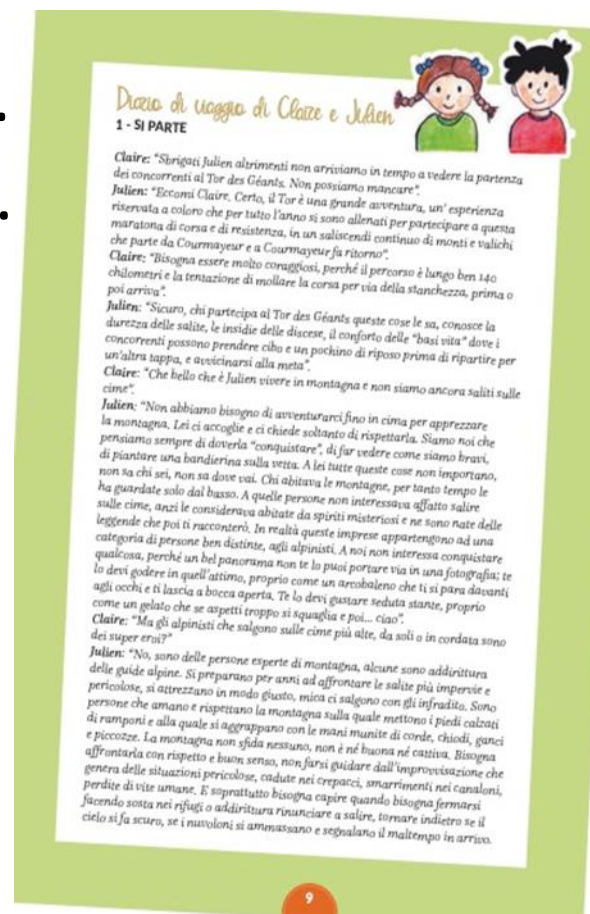 Diario di viaggio di Claire e Julien
1 - SI PARTE
Claire: "Sbrigati Julien altrimenti non arriviamo in tempo a vedere la partenza
dei concorrenti al Tor des Géants. Non possiamo mancare".
Julien: "Eccomi Claire. Certo, il Tor è una grande avventura, un' esperienza
riservata a coloro che per tutto l'anno si sono allenati per partecipare a questa
maratona di corsa e di resistenza, in un saliscendi continuo di monti e valichi
che parte da Courmayeur e a Courmayeur fa ritorno".
Claire: "Bisogna essere molto coraggiosi, perché il percorso è lungo ben 140
chilometri e la tentazione di mollare la corsa per via della stanchezza, prima o
poi arriva".
Julien: "Sicuro, chi partecipa al Tor des Géants queste cose le sa, conosce la
durezza delle salite, le insidie delle discese, il conforto delle "basi vita" dove i
concorrenti possono prendere cibo e un pochino di riposo prima di ripartire per
un'altra tappa, e avvicinarsi alla meta".
Claire: "Che bello che è Julien vivere in montagna e non siamo ancora saliti sulle
cime".
Julien: "Non abbiamo bisogno di avventurarci fino in cima per apprezzare
la montagna. Lei ci accoglie e ci chiede soltanto di rispettarla. Siamo noi che
pensiamo sempre di doverla "conquistare", di far vedere come siamo bravi,
di piantare una bandierina sulla vetta. A lei tutte queste cose non importano,
non sa chi sei, non sa dove vai. Chi abitava le montagne, per tanto tempo le
ha guardate solo dal basso. A quelle persone non interessava affatto salire
sulle cime, anzi le considerava abitate da spiriti misteriosi e ne sono nate delle
leggende che poi ti racconterò. In realtà queste imprese appartengono ad una
categoria di persone ben distinte, agli alpinisti. A noi non interessa conquistare
qualcosa, perché un bel panorama non te lo puoi portare via in una fotografia; te
lo devi godere in quell'attimo, proprio come un arcobaleno che ti si para davanti
agli occhi e ti lascia a bocca aperta. Te lo devi gustare seduta stante, proprio
come un gelato che se aspetti troppo si squaglia e poi... ciao".
Claire: "Ma gli alpinisti che salgono sulle cime più alte, da soli o in cordata sono
dei super eroi?"
Julien: "No, sono delle persone esperte di montagna, alcune sono addirittura
delle guide alpine. Si preparano per anni ad affrontare le salite più impervie e
pericolose, si attrezzano in modo giusto, mica ci salgono con gli infradito. Sono
persone che amano e rispettano la montagna sulla quale mettono i piedi calzati
di ramponi e alla quale si aggrappano con le mani munite di corde, chiodi, ganci
e piccozze. La montagna non sfida nessuno, non è né buona né cattiva. Bisogna
affrontarla con rispetto e buon senso, non farsi guidare dall'improvvisazione che
genera delle situazioni pericolose, cadute nei crepacci, smarrimenti nei canaloni,
perdite di vite umane. E soprattutto bisogna capire quando bisogna fermarsi
facendo sosta nei rifugi o addirittura rinunciare a salire, tornare indietro se il
cielo si fa scuro, se i nuvoloni si ammassano e segnalano il maltempo in arrivo.
9